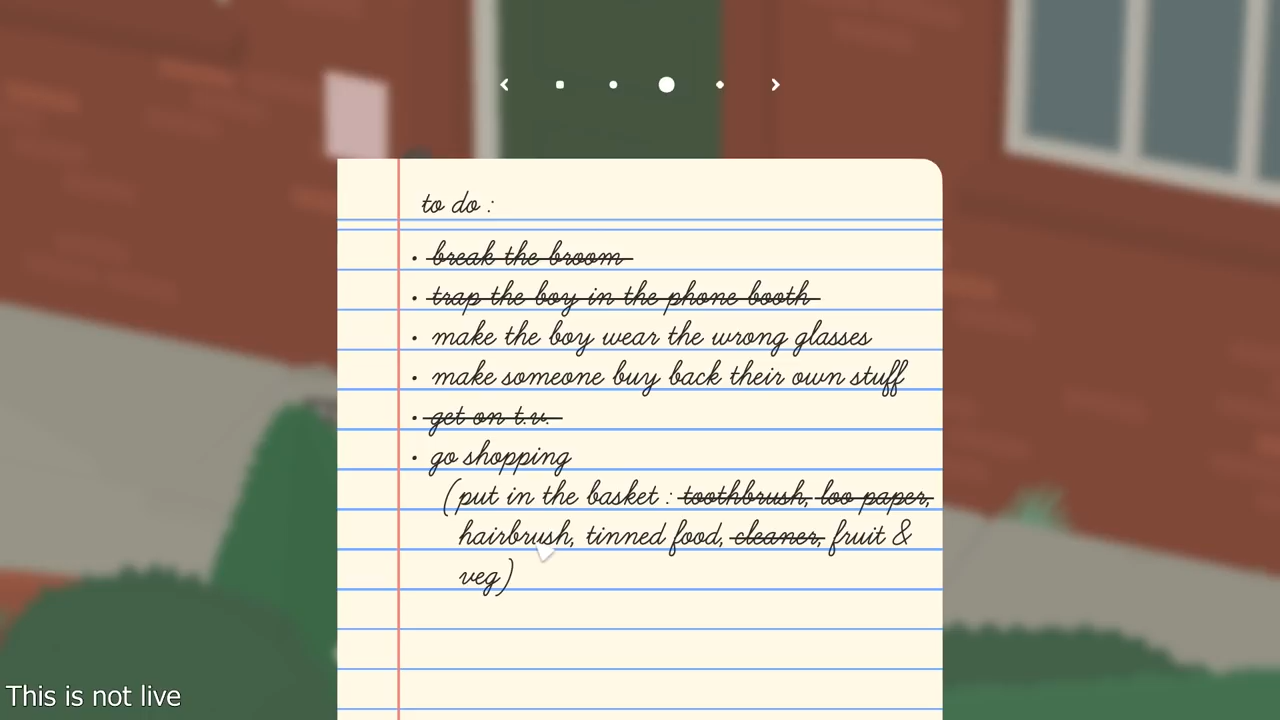 to do :
• break the broom
• trap the boy in the phone booth
• make the boy wear the wrong glasses
• make someone buy back their own stuff
• get on t.v.
• go shopping
(put in the basket : toothbrush, loo paper,
hairbrush, tinned food, cleaner, fruit &
veg)
This is not live